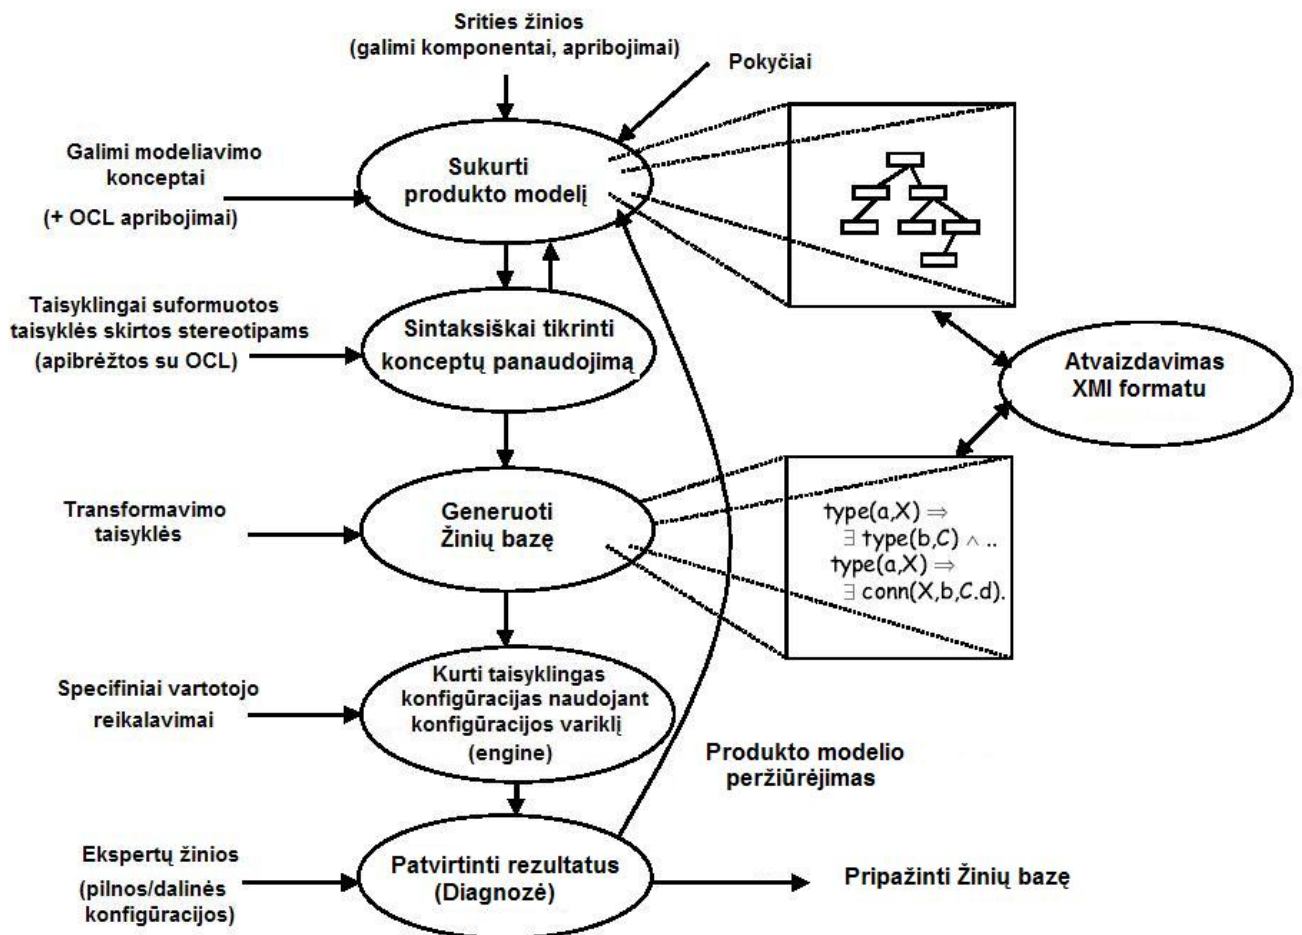 Srities žinios
(galimi komponentai, apribojimai)
Pokyčiai
Galimi modeliavimo
konceptai
(+ OCL apribojimai)
Sukurti
produkto modelį
Taisyklingai suformuotos
taisyklės skirtos stereotipams
(apibrėžtos su OCL)
Sintaksiškai tikrinti
konceptų panaudojimą
Atvaizdavimas
XMI formatu
Transformavimo
taisyklės
Generuoti
Žinių bazę
type(a,X) ⇒
∃ type(b,C) ∧ ..
type(a,X) ⇒
∃ conn(X,b,C.d).
Specifiniai vartotojo
reikalavimai
Kurti taisyklingas
konfigūracijas naudojant
konfigūracijos variklį
(engine)
Produkto modelio
peržiūrėjimas
Ekspertų žinios
(pilnos/dalinės
konfigūracijos)
Patvirtinti rezultatus
(Diagnozė)
Pripažinti Žinių bazę